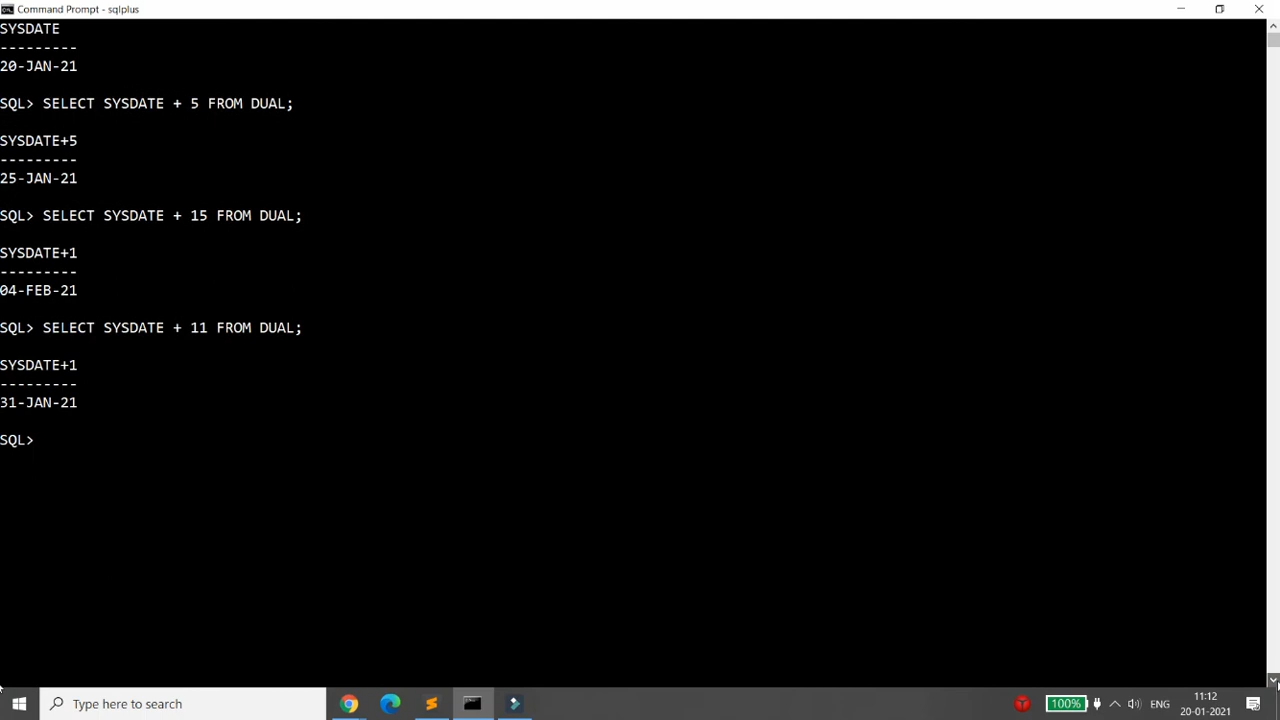 Command Prompt - sqlplus
SYSDATE
---------
20-JAN-21
SQL> SELECT SYSDATE + 5 FROM DUAL;
SYSDATE+5
---------
25-JAN-21
SQL> SELECT SYSDATE + 15 FROM DUAL;
SYSDATE+1
---------
04-FEB-21
SQL> SELECT SYSDATE + 11 FROM DUAL;
SYSDATE+1
---------
31-JAN-21
SQL>
Type here to search
100%
ENG
11:12
20-01-2021